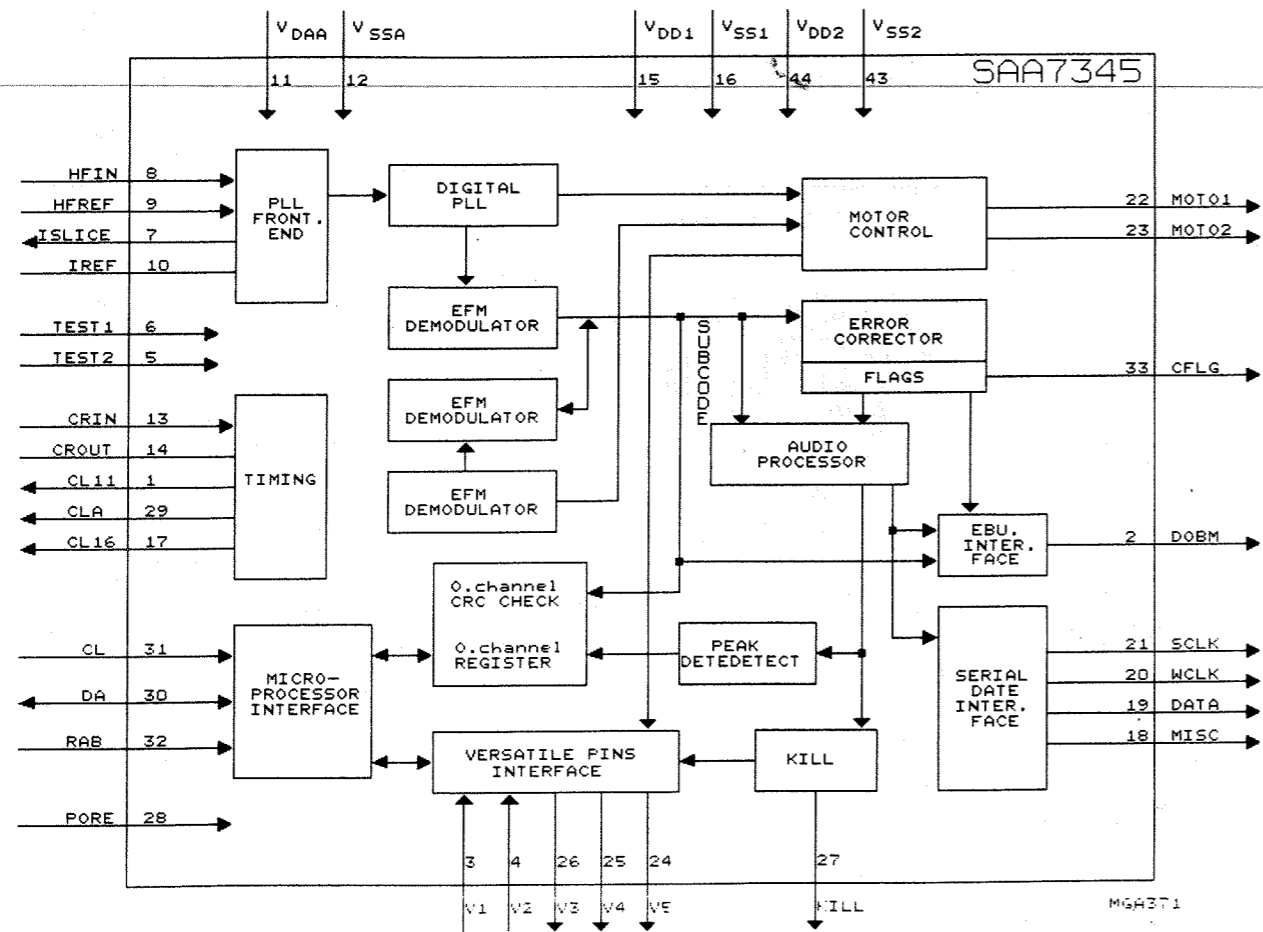 VDAA
VSSA
VDD1
VSS1
VDD2
VSS2
11
12
15
16
44
43
SAA7345
HFIN 8
HFREF 9
ISLICE 7
IREF 10
PLL
FRONT.
END
DIGITAL
PLL
MOTOR
CONTROL
22 MOTO1
23 MOTO2
TEST1 6
TEST2 5
EFM
DEMODULATOR
SUBCODE
ERROR
CORRECTOR
FLAGS
33 CFLG
EFM
DEMODULATOR
AUDIO
PROCESSOR
CRIN 13
CROUT 14
CL11 1
CLA 29
CL16 17
TIMING
EFM
DEMODULATOR
EBU.
INTER.
FACE
2 DOBM
0.channel
CRC CHECK
0.channel
REGISTER
PEAK
DETEDETECT
CL 31
DA 30
RAB 32
MICRO-
PROCESSOR
INTERFACE
SERIAL
DATE
INTER.
FACE
21 SCLK
20 WCLK
19 DATA
18 MISC
VERSATILE PINS
INTERFACE
KILL
PORE 28
3
4
26
25
24
27
V1
V2
V3
V4
V5
KILL
MGA371